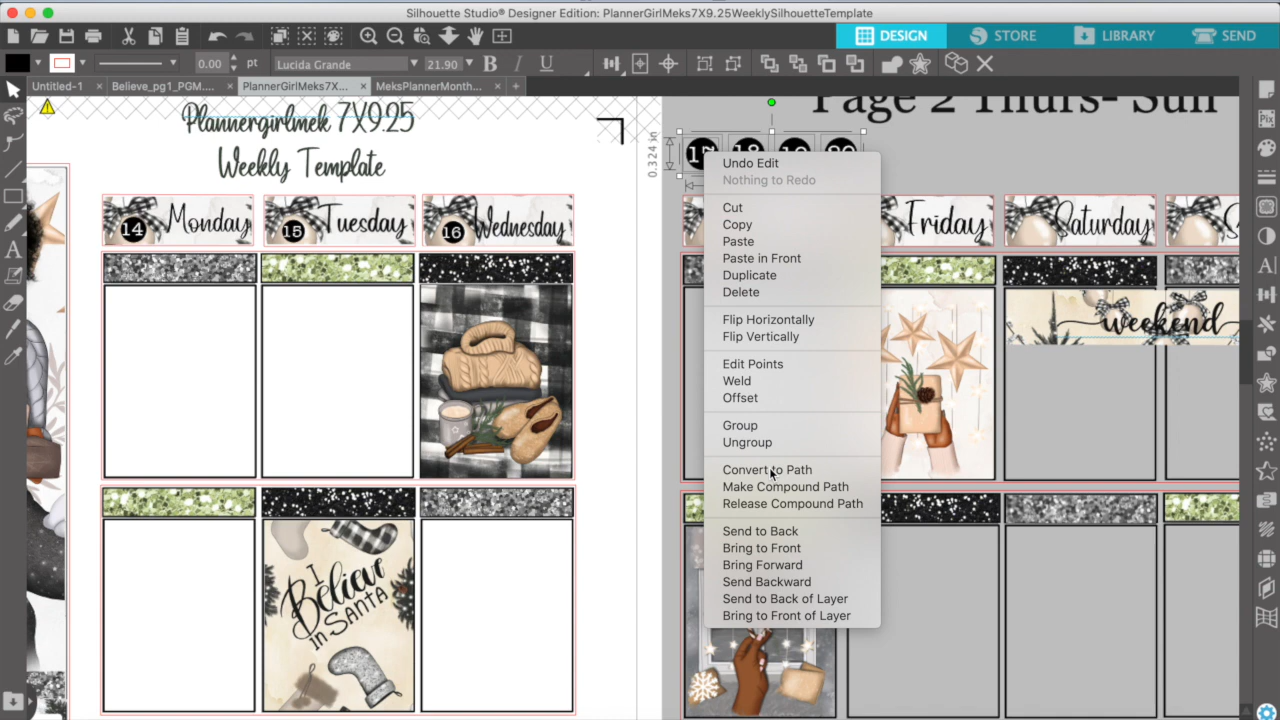 Silhouette Studio® Designer Edition: PlannerGirlMeks7X9.25WeeklySilhouetteTemplate
DESIGN
STORE
LIBRARY
SEND
0.00
pt
Lucida Grande
21.90
B
I
U
Untitled-1
Believe_pg1_PGM....
PlannerGirlMeks7X...
MeksPlannerMonth...
Plannergirlmek 7X9.25
Weekly Template
Page 2 Thurs- Sun
0.324 in
17
18
19
20
14 Monday
15 Tuesday
16 Wednesday
Friday
Saturday
weekend
I
Believe
in SANTA
Undo Edit
Nothing to Redo
Cut
Copy
Paste
Paste in Front
Duplicate
Delete
Flip Horizontally
Flip Vertically
Edit Points
Weld
Offset
Group
Ungroup
Convert to Path
Make Compound Path
Release Compound Path
Send to Back
Bring to Front
Bring Forward
Send Backward
Send to Back of Layer
Bring to Front of Layer